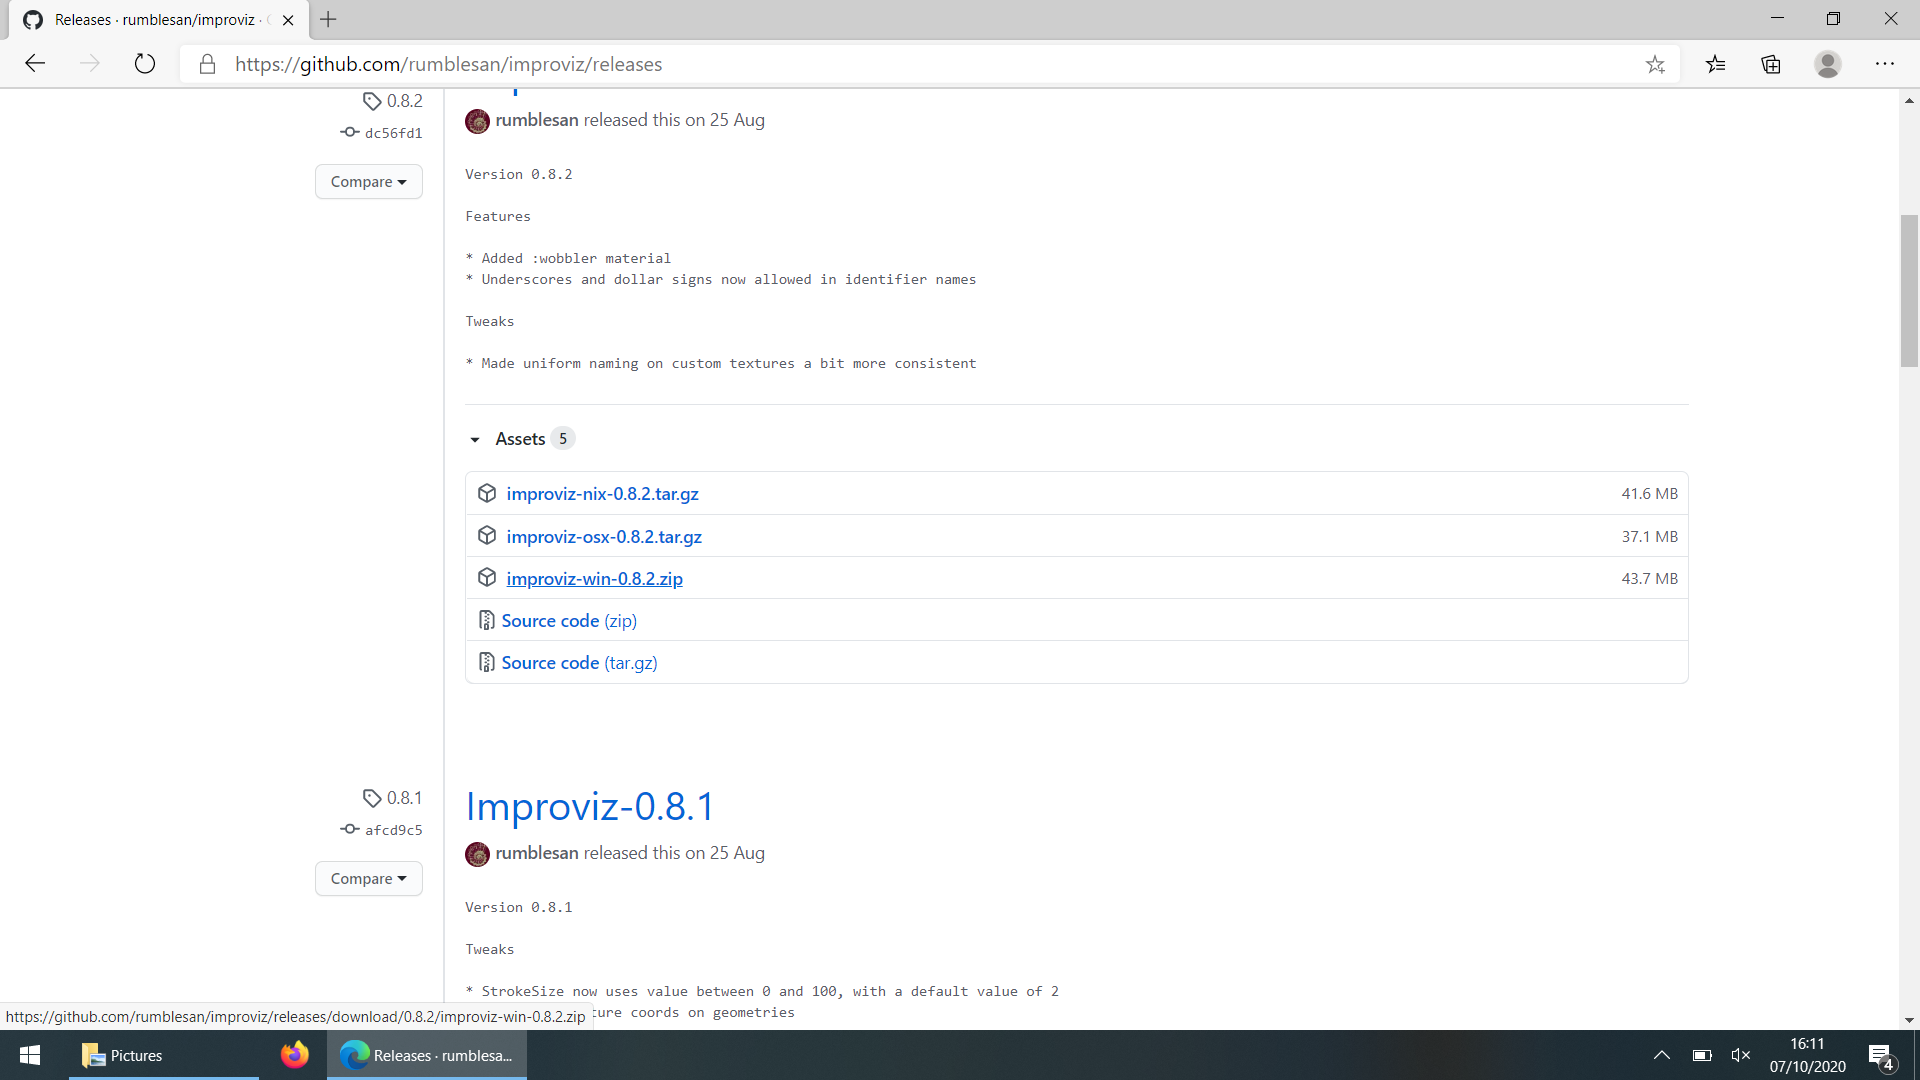 Releases · rumblesan/improviz ·
https://github.com/rumblesan/improviz/releases
0.8.2
dc56fd1
Compare
rumblesan released this on 25 Aug
Version 0.8.2
Features
* Added :wobbler material
* Underscores and dollar signs now allowed in identifier names
Tweaks
* Made uniform naming on custom textures a bit more consistent
Assets 5
improviz-nix-0.8.2.tar.gz 41.6 MB
improviz-osx-0.8.2.tar.gz 37.1 MB
improviz-win-0.8.2.zip 43.7 MB
Source code (zip)
Source code (tar.gz)
0.8.1
afcd9c5
Compare
Improviz-0.8.1
rumblesan released this on 25 Aug
Version 0.8.1
Tweaks
* StrokeSize now uses value between 0 and 100, with a default value of 2
coords on geometries
https://github.com/rumblesan/improviz/releases/download/0.8.2/improviz-win-0.8.2.zip
Pictures
Releases · rumblesa...
16:11
07/10/2020
4